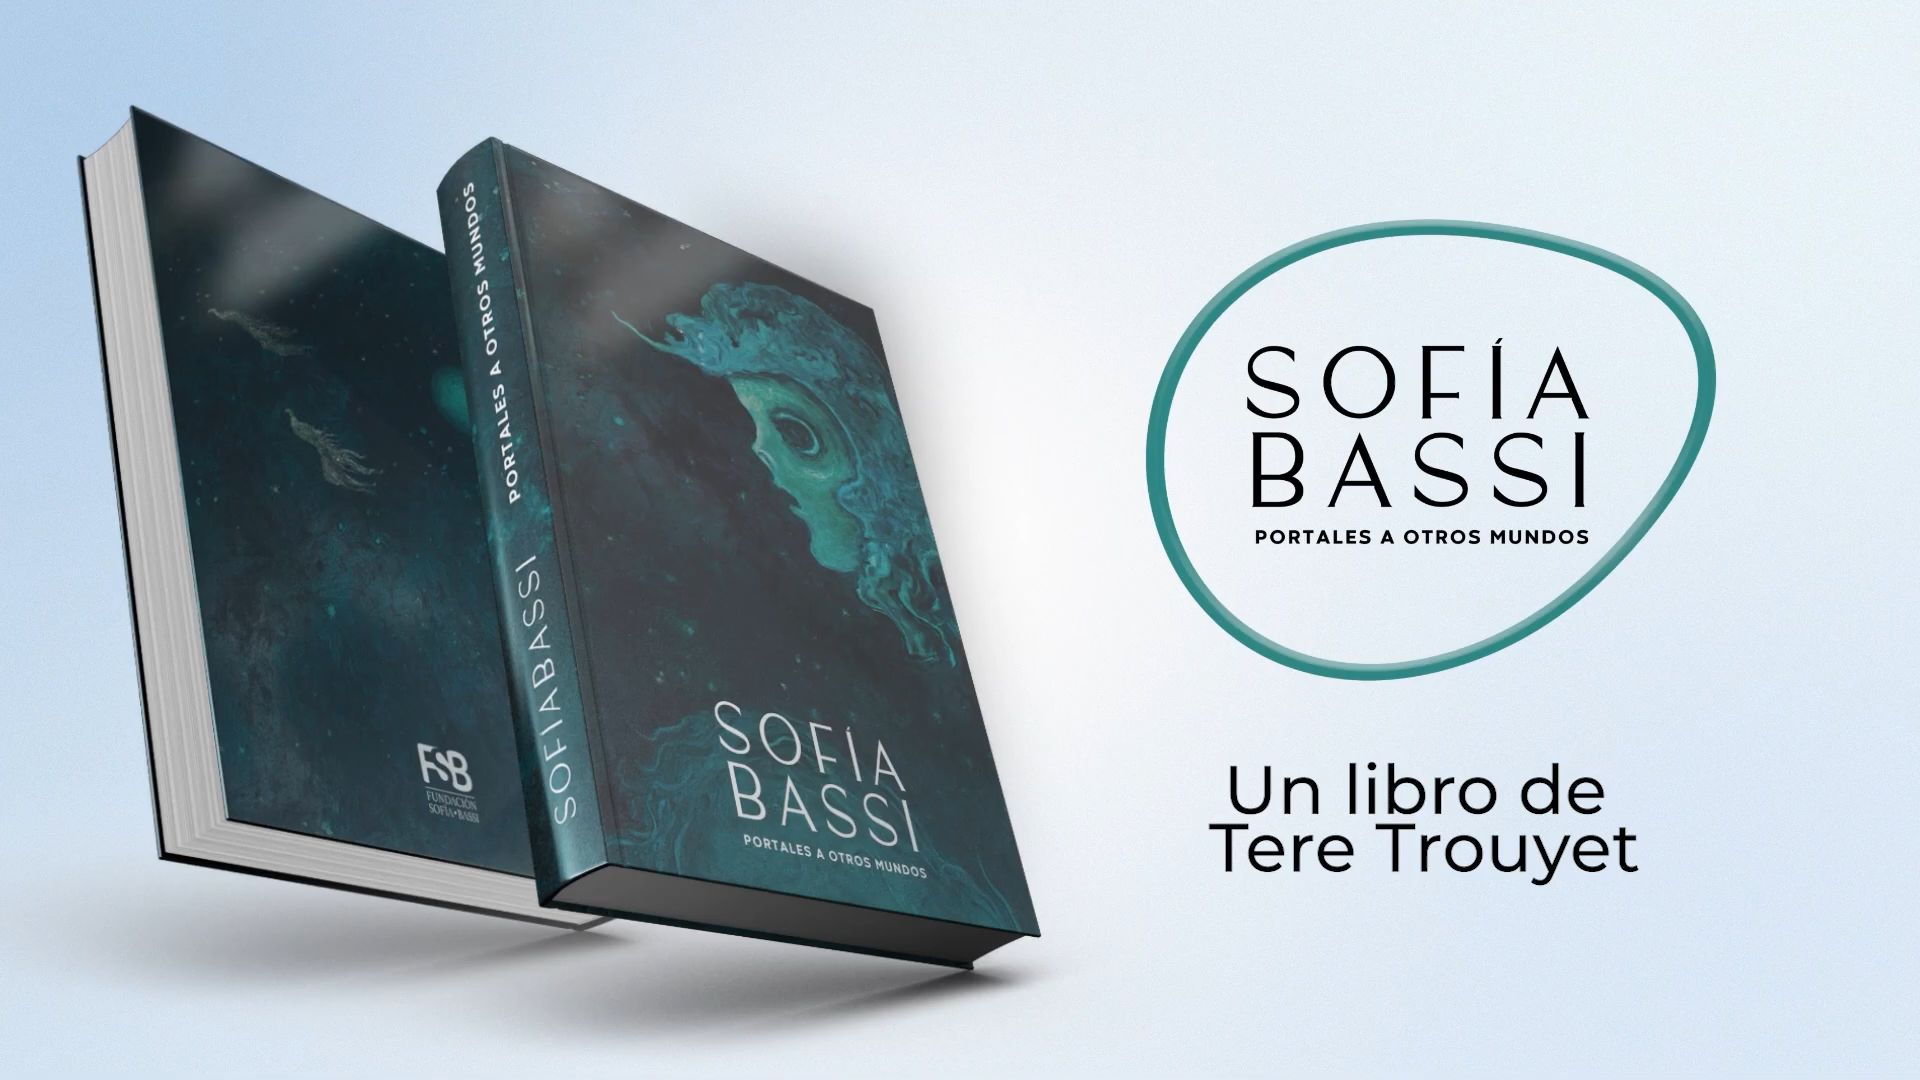 FSB
FUNDACIÓN
SOFÍA•BASSI
SOFIABASSI PORTALES A OTROS MUNDOS
SOFÍA
BASSI
PORTALES A OTROS MUNDOS
SOFÍA
BASSI
PORTALES A OTROS MUNDOS
Un libro de
Tere Trouyet